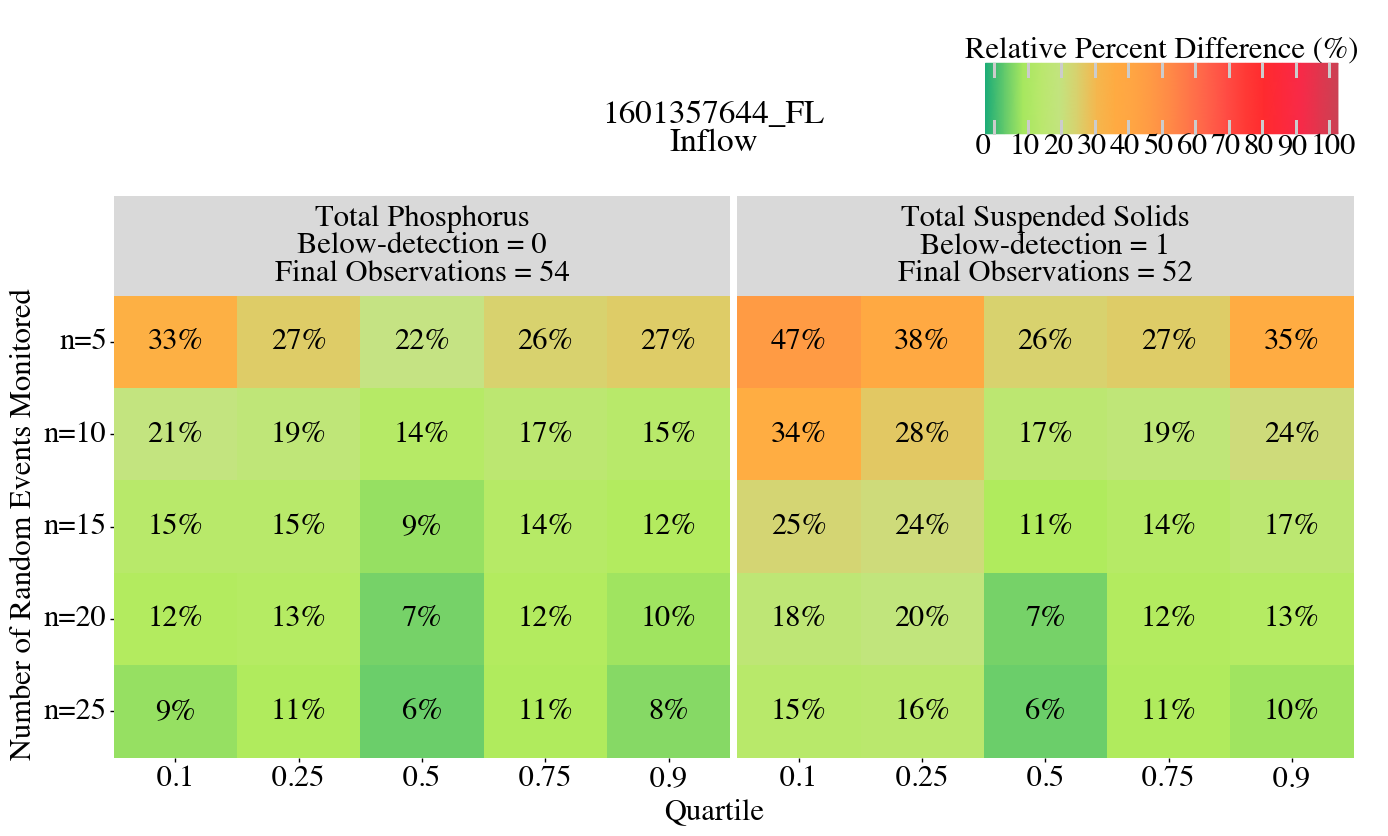 Relative Percent Difference (%)
0 10 20 30 40 50 60 70 80 90 100
1601357644_FL
Inflow
Total Phosphorus
Below-detection = 0
Final Observations = 54
Total Suspended Solids
Below-detection = 1
Final Observations = 52
Number of Random Events Monitored
n=5 33% 27% 22% 26% 27% 47% 38% 26% 27% 35%
n=10 21% 19% 14% 17% 15% 34% 28% 17% 19% 24%
n=15 15% 15% 9% 14% 12% 25% 24% 11% 14% 17%
n=20 12% 13% 7% 12% 10% 18% 20% 7% 12% 13%
n=25 9% 11% 6% 11% 8% 15% 16% 6% 11% 10%
0.1 0.25 0.5 0.75 0.9 0.1 0.25 0.5 0.75 0.9
Quartile